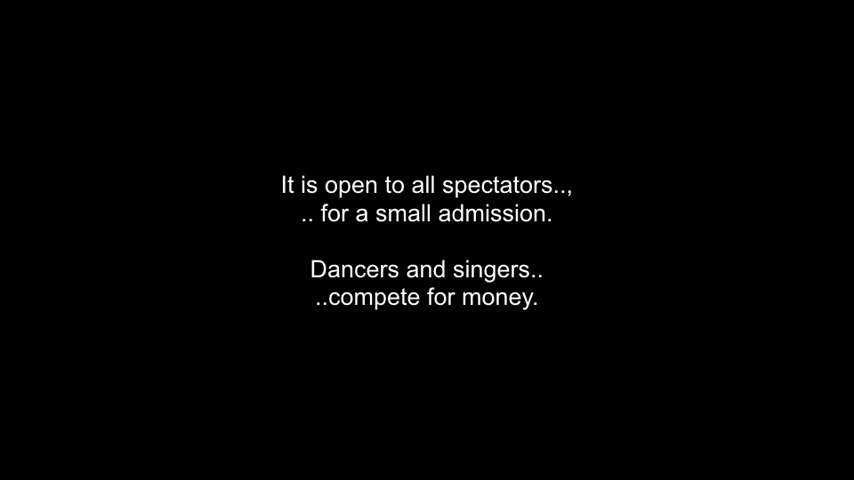 It is open to all spectators..,
.. for a small admission.
Dancers and singers..
..compete for money.